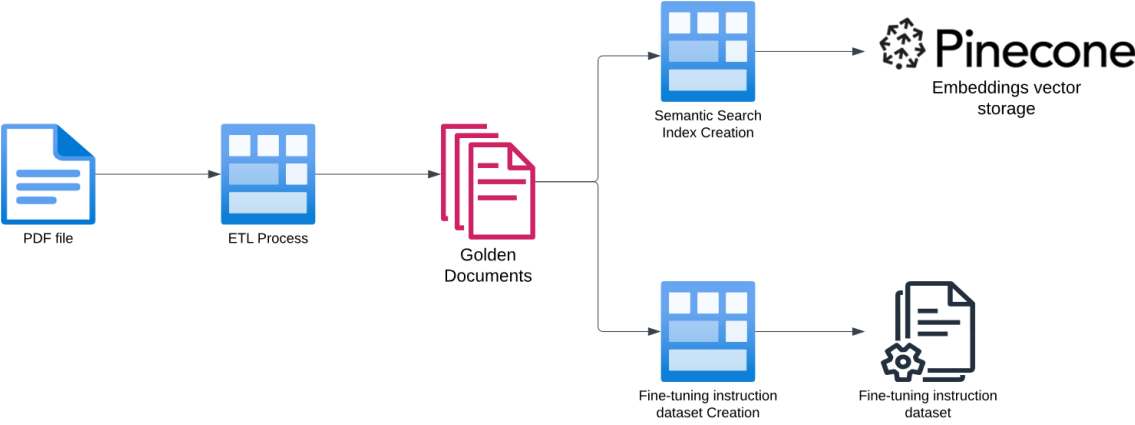 Pinecone
Embeddings vector
storage
Semantic Search
Index Creation
PDF file
ETL Process
Golden
Documents
Fine-tuning instruction
dataset Creation
Fine-tuning instruction
dataset